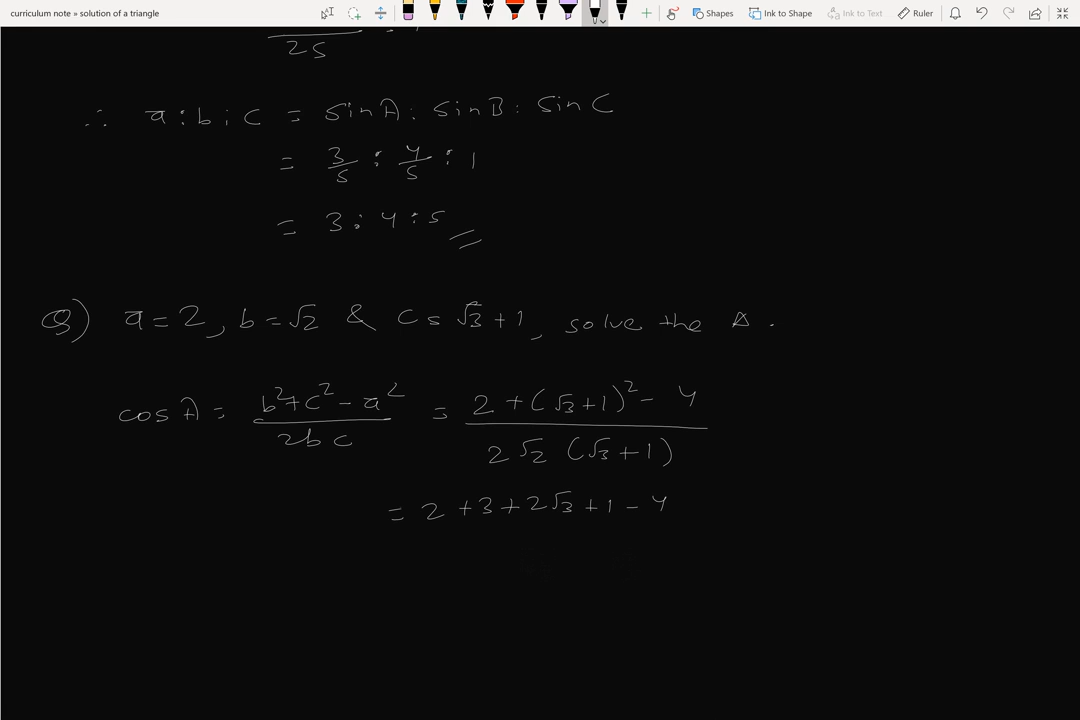 curriculum note » solution of a triangle
Shapes Ink to Shape Ink to Text Ruler
2s
∴ a : b : c = sinA : sinB : sinC
= 3/5 : 4/5 : 1
= 3 : 4 : 5
Q) a = 2, b = √2 & c = √3 + 1, solve the Δ.
cosA = (b²+c²-a²)/(2bc) = (2+(√3+1)²-4)/(2√2 (√3+1))
= 2+3+2√3+1-4